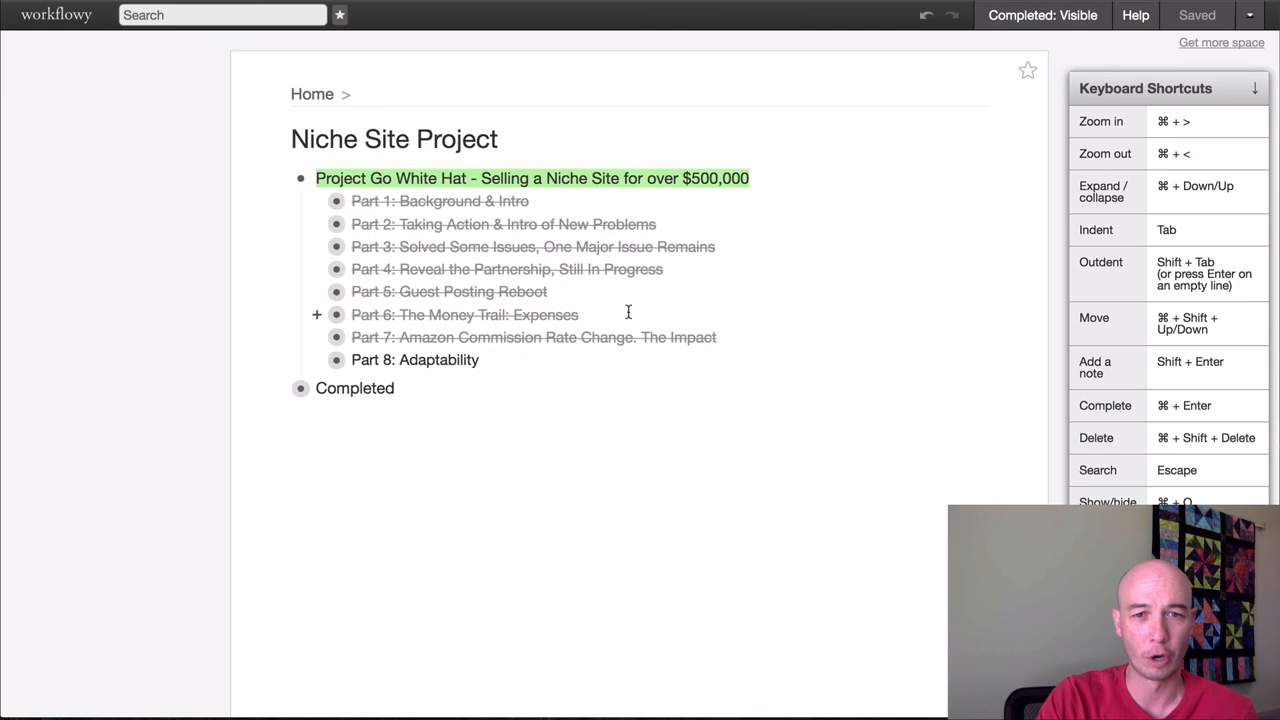 workflowy
Search
Completed: Visible
Help
Saved
Get more space
Home >
Niche Site Project
Project Go White Hat - Selling a Niche Site for over $500,000
Part 1: Background & Intro
Part 2: Taking Action & Intro of New Problems
Part 3: Solved Some Issues, One Major Issue Remains
Part 4: Reveal the Partnership, Still In Progress
Part 5: Guest Posting Reboot
Part 6: The Money Trail: Expenses
Part 7: Amazon Commission Rate Change. The Impact
Part 8: Adaptability
Completed
Keyboard Shortcuts ↓
Zoom in ⌘ + >
Zoom out ⌘ + <
Expand / ⌘ + Down/Up
collapse
Indent Tab
Outdent Shift + Tab
(or press Enter on
an empty line)
Move ⌘ + Shift +
Up/Down
Add a Shift + Enter
note
Complete ⌘ + Enter
Delete ⌘ + Shift + Delete
Search Escape
Show/hide ⌘ + O